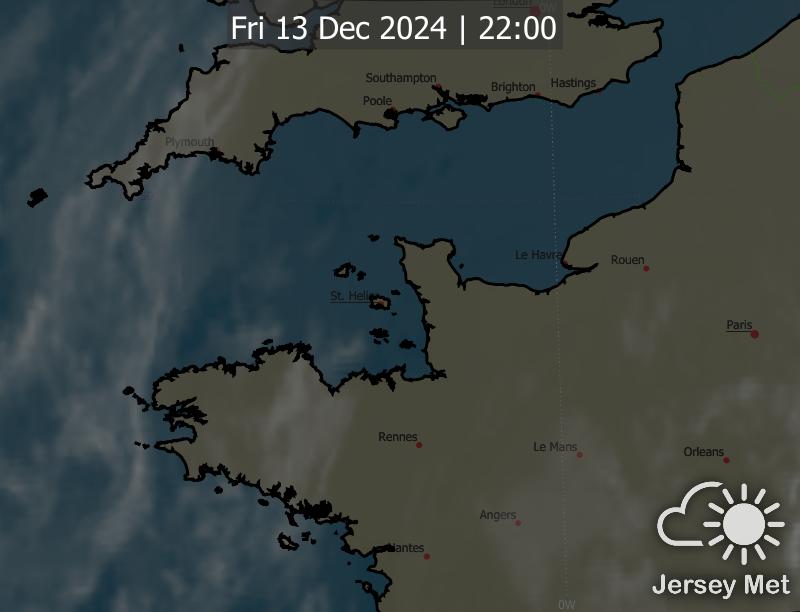 London
0W
Fri 13 Dec 2024 | 22:00
Southampton
Brighton
Hastings
Poole
Plymouth
Le Havre
Rouen
St. Helier
Paris
Rennes
Le Mans
Orleans
Angers
Nantes
Jersey Met
0W